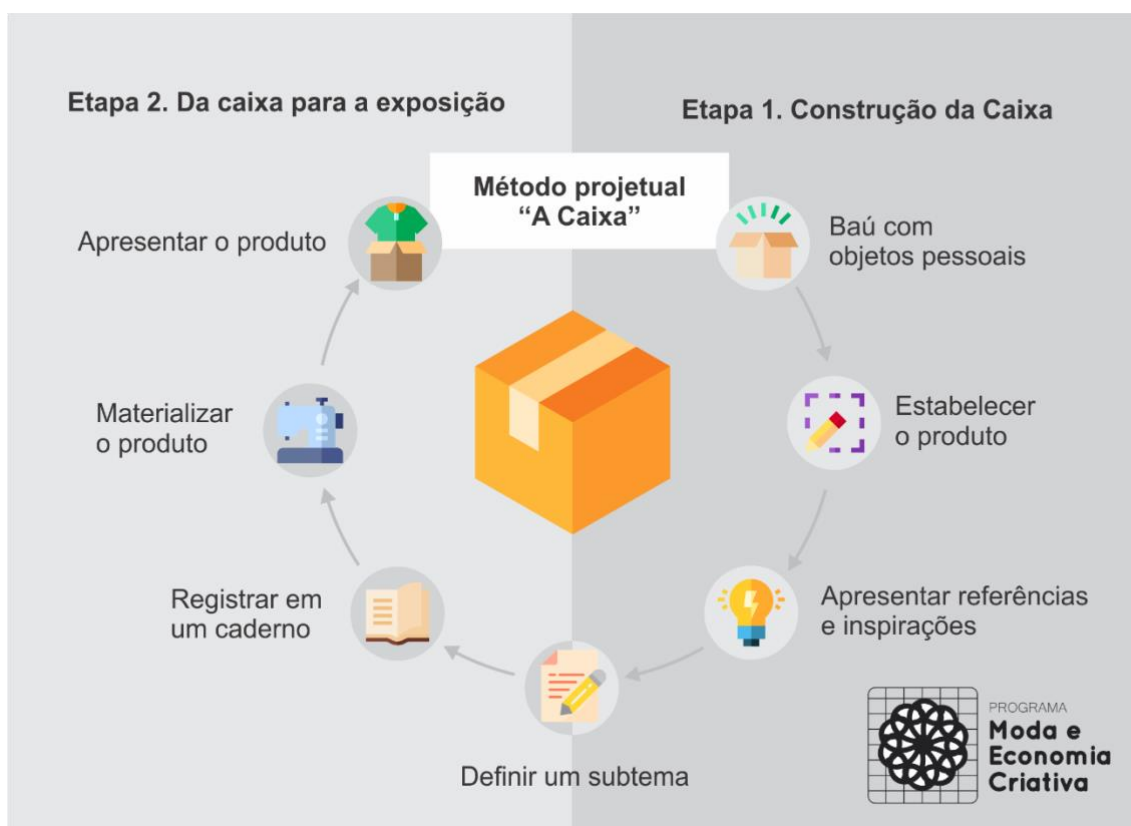 Etapa 2. Da caixa para a exposição
Etapa 1. Construção da Caixa
Método projetual
“A Caixa”
Baú com
objetos pessoais
Estabelecer
o produto
Apresentar referências
e inspirações
Definir um subtema
Registrar em
um caderno
Materializar
o produto
Apresentar o produto
PROGRAMA
Moda e
Economia
Criativa